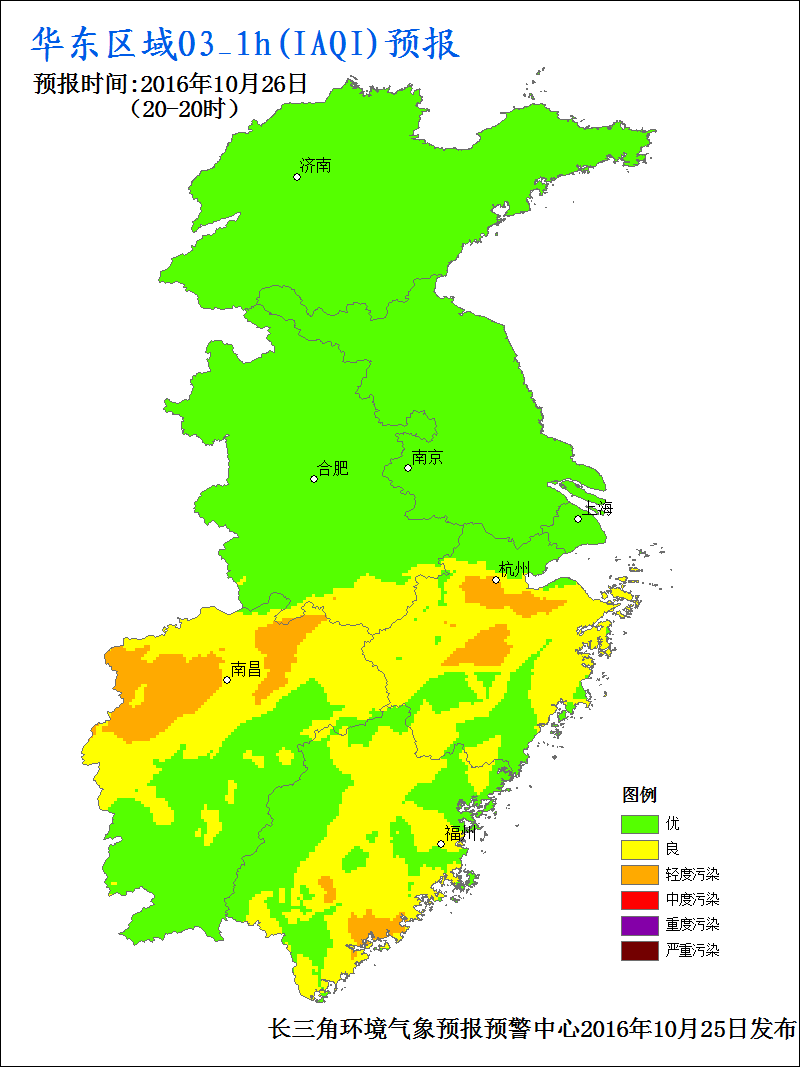 华东区域O3_1h(IAQI)预报
预报时间:2016年10月26日
（20-20时）
济南
南京
合肥
上海
杭州
南昌
福州
图例
优
良
轻度污染
中度污染
重度污染
严重污染
长三角环境气象预报预警中心2016年10月25日发布